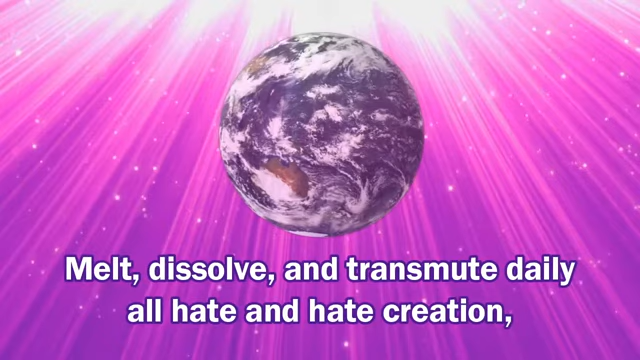 Melt, dissolve, and transmute daily
all hate and hate creation,